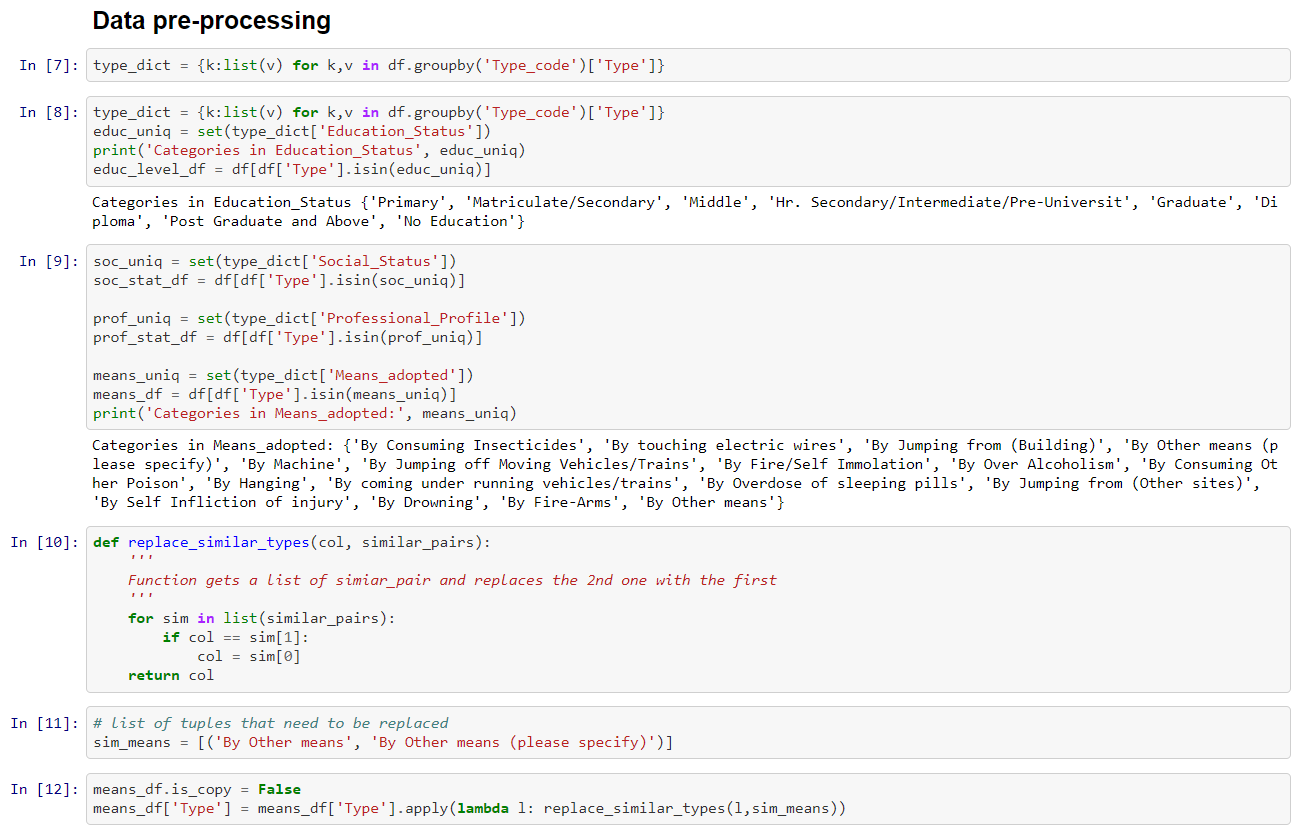 Data pre-processing
In [7]: type_dict = {k:list(v) for k,v in df.groupby('Type_code')['Type']}
In [8]: type_dict = {k:list(v) for k,v in df.groupby('Type_code')['Type']}
educ_uniq = set(type_dict['Education_Status'])
print('Categories in Education_Status', educ_uniq)
educ_level_df = df[df['Type'].isin(educ_uniq)]
Categories in Education_Status {'Primary', 'Matriculate/Secondary', 'Middle', 'Hr. Secondary/Intermediate/Pre-Universit', 'Graduate', 'Di
ploma', 'Post Graduate and Above', 'No Education'}
In [9]: soc_uniq = set(type_dict['Social_Status'])
soc_stat_df = df[df['Type'].isin(soc_uniq)]
prof_uniq = set(type_dict['Professional_Profile'])
prof_stat_df = df[df['Type'].isin(prof_uniq)]
means_uniq = set(type_dict['Means_adopted'])
means_df = df[df['Type'].isin(means_uniq)]
print('Categories in Means_adopted:', means_uniq)
Categories in Means_adopted: {'By Consuming Insecticides', 'By touching electric wires', 'By Jumping from (Building)', 'By Other means (p
lease specify)', 'By Machine', 'By Jumping off Moving Vehicles/Trains', 'By Fire/Self Immolation', 'By Over Alcoholism', 'By Consuming Ot
her Poison', 'By Hanging', 'By coming under running vehicles/trains', 'By Overdose of sleeping pills', 'By Jumping from (Other sites)',
'By Self Infliction of injury', 'By Drowning', 'By Fire-Arms', 'By Other means'}
In [10]: def replace_similar_types(col, similar_pairs):
'''
Function gets a list of simiar_pair and replaces the 2nd one with the first
'''
for sim in list(similar_pairs):
if col == sim[1]:
col = sim[0]
return col
In [11]: # list of tuples that need to be replaced
sim_means = [('By Other means', 'By Other means (please specify)')]
In [12]: means_df.is_copy = False
means_df['Type'] = means_df['Type'].apply(lambda l: replace_similar_types(l,sim_means))